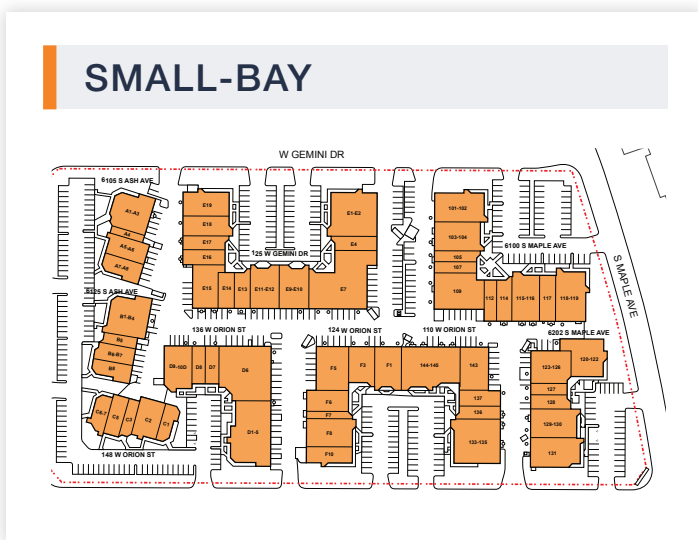 SMALL-BAY
W GEMINI DR
6105 S ASH AVE
A1-A3
A4
A5-A6
A7-A8
E19
E18
E17
E16
E15
E14
E13
E11-E12
E9-E10
E7
E4
E1-E2
125 W GEMINI DR
101-102
103-104
105
107
109
112
114
115-116
117
118-119
6100 S MAPLE AVE
S MAPLE AVE
6125 S ASH AVE
B1-B4
B5
B6-B7
B8
136 W ORION ST
124 W ORION ST
110 W ORION ST
6202 S MAPLE AVE
D8
D7
D6
D1-5
F5
F3
F1
144-145
143
F6
F7
F8
F10
137
136
133-135
120-122
123-126
127
128
129-130
131
C6-7
C5
C3
C2
C1
148 W ORION ST